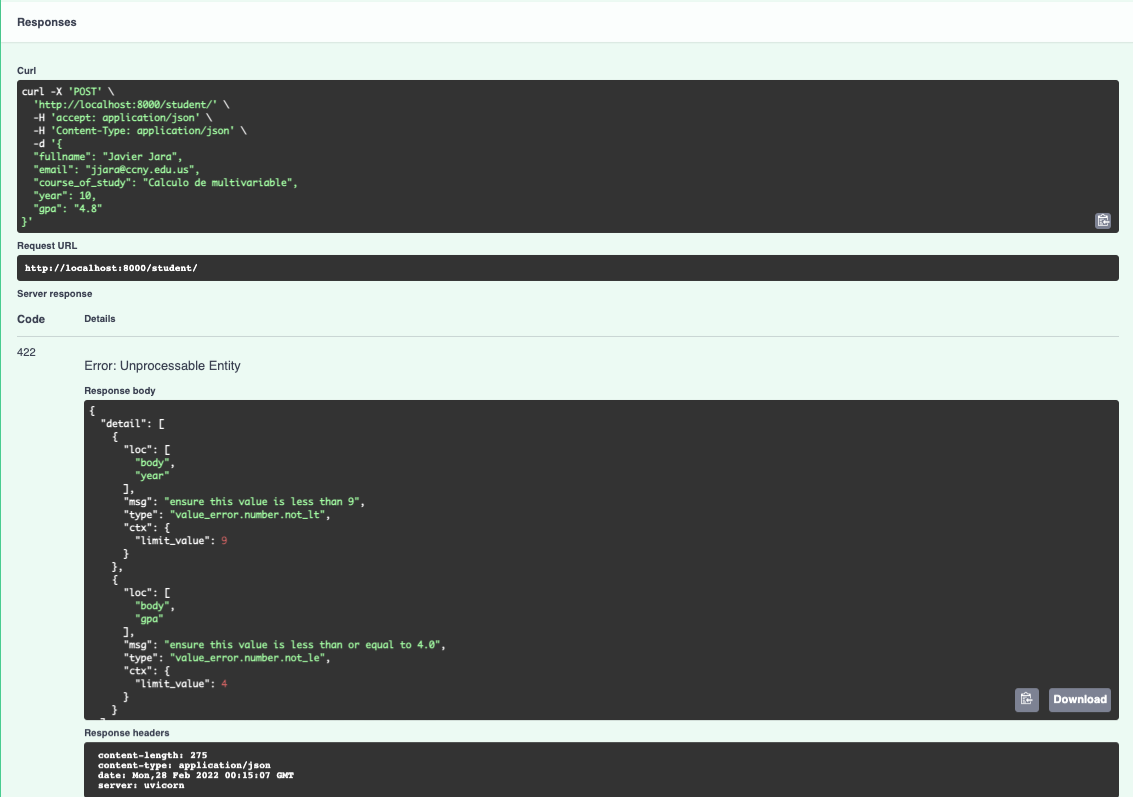 Responses
Curl
curl -X 'POST' \
'http://localhost:8000/student/' \
-H 'accept: application/json' \
-H 'Content-Type: application/json' \
-d '{
"fullname": "Javier Jara",
"email": "jjara@ccny.edu.us",
"course_of_study": "Calculo de multivariable",
"year": 10,
"gpa": "4.8"
}'
Request URL
http://localhost:8000/student/
Server response
Code Details
422
Error: Unprocessable Entity
Response body
{
"detail": [
{
"loc": [
"body",
"year"
],
"msg": "ensure this value is less than 9",
"type": "value_error.number.not_lt",
"ctx": {
"limit_value": 9
}
},
{
"loc": [
"body",
"gpa"
],
"msg": "ensure this value is less than or equal to 4.0",
"type": "value_error.number.not_le",
"ctx": {
"limit_value": 4
}
}
Download
Response headers
content-length: 275
content-type: application/json
date: Mon,28 Feb 2022 00:15:07 GMT
server: uvicorn